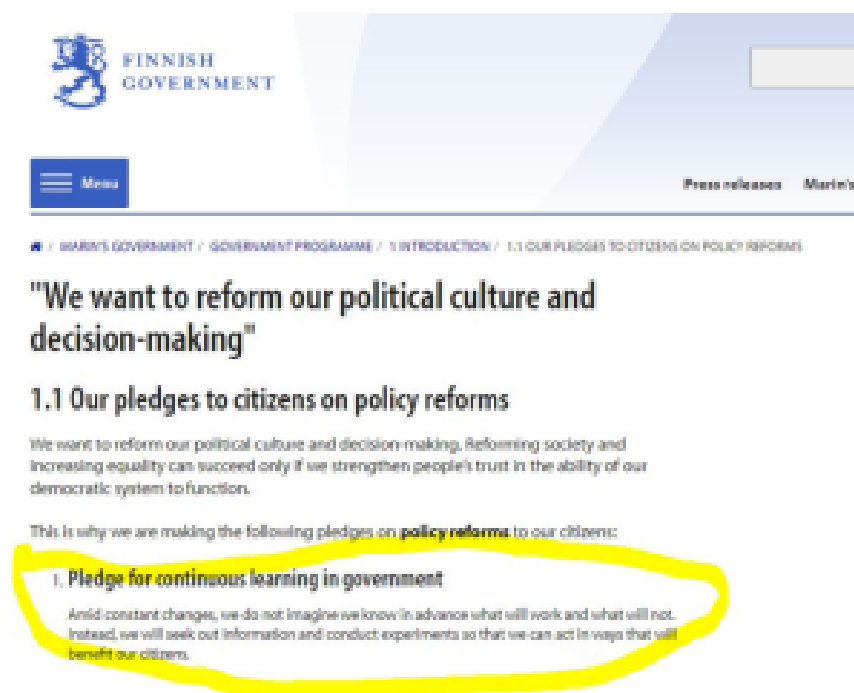 FINNISH
GOVERNMENT
Menu
Press releases Marin's
/ MARIN'S GOVERNMENT / GOVERNMENT PROGRAMME / 1 INTRODUCTION / 1.1 OUR PLEDGES TO CITIZENS ON POLICY REFORMS
"We want to reform our political culture and
decision-making"
1.1 Our pledges to citizens on policy reforms
We want to reform our political culture and decision-making. Reforming society and
increasing equality can succeed only if we strengthen people's trust in the ability of our
democratic system to function.
This is why we are making the following pledges on policy reforms to our citizens:
1. Pledge for continuous learning in government
Amid constant changes, we do not imagine we know in advance what will work and what will not.
Instead, we will seek out information and conduct experiments so that we can act in ways that will
benefit our citizens.